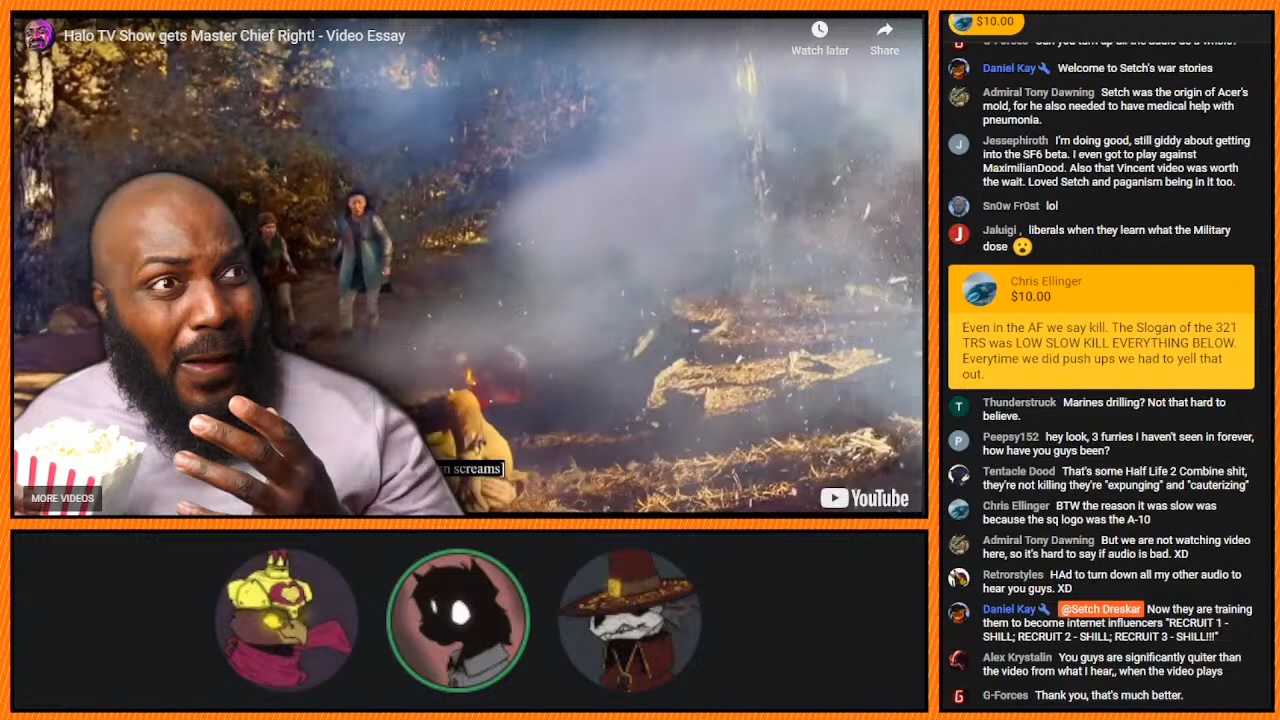 Halo TV Show gets Master Chief Right! - Video Essay
Watch later
Share
n screams]
MORE VIDEOS
YouTube
$10.00
Daniel Kay Welcome to Setch's war stories
Admiral Tony Dawning Setch was the origin of Acer's
mold, for he also needed to have medical help with
pneumonia.
J
Jessephiroth I'm doing good, still giddy about getting
into the SF6 beta. I even got to play against
MaximilianDood. Also that Vincent video was worth
the wait. Loved Setch and paganism being in it too.
Sn0w Fr0st lol
J
Jaluigi , liberals when they learn what the Military
dose 😮
Chris Ellinger
$10.00
Even in the AF we say kill. The Slogan of the 321
TRS was LOW SLOW KILL EVERYTHING BELOW.
Everytime we did push ups we had to yell that
out.
T
Thunderstruck Marines drilling? Not that hard to
believe.
P
Peepsy152 hey look, 3 furries I haven't seen in forever,
how have you guys been?
Tentacle Dood That's some Half Life 2 Combine shit,
they're not killing they're "expunging" and "cauterizing"
Chris Ellinger BTW the reason it was slow was
because the sq logo was the A-10
Admiral Tony Dawning But we are not watching video
here, so it's hard to say if audio is bad. XD
Retrorstyles HAd to turn down all my other audio to
hear you guys. XD
Daniel Kay @Setch Dreskar Now they are training
them to become internet influencers "RECRUIT 1 -
SHILL; RECRUIT 2 - SHILL; RECRUIT 3 - SHILL!!!"
Alex Krystalin You guys are significantly quiter than
the video from what I hear,, when the video plays
G
G-Forces Thank you, that's much better.